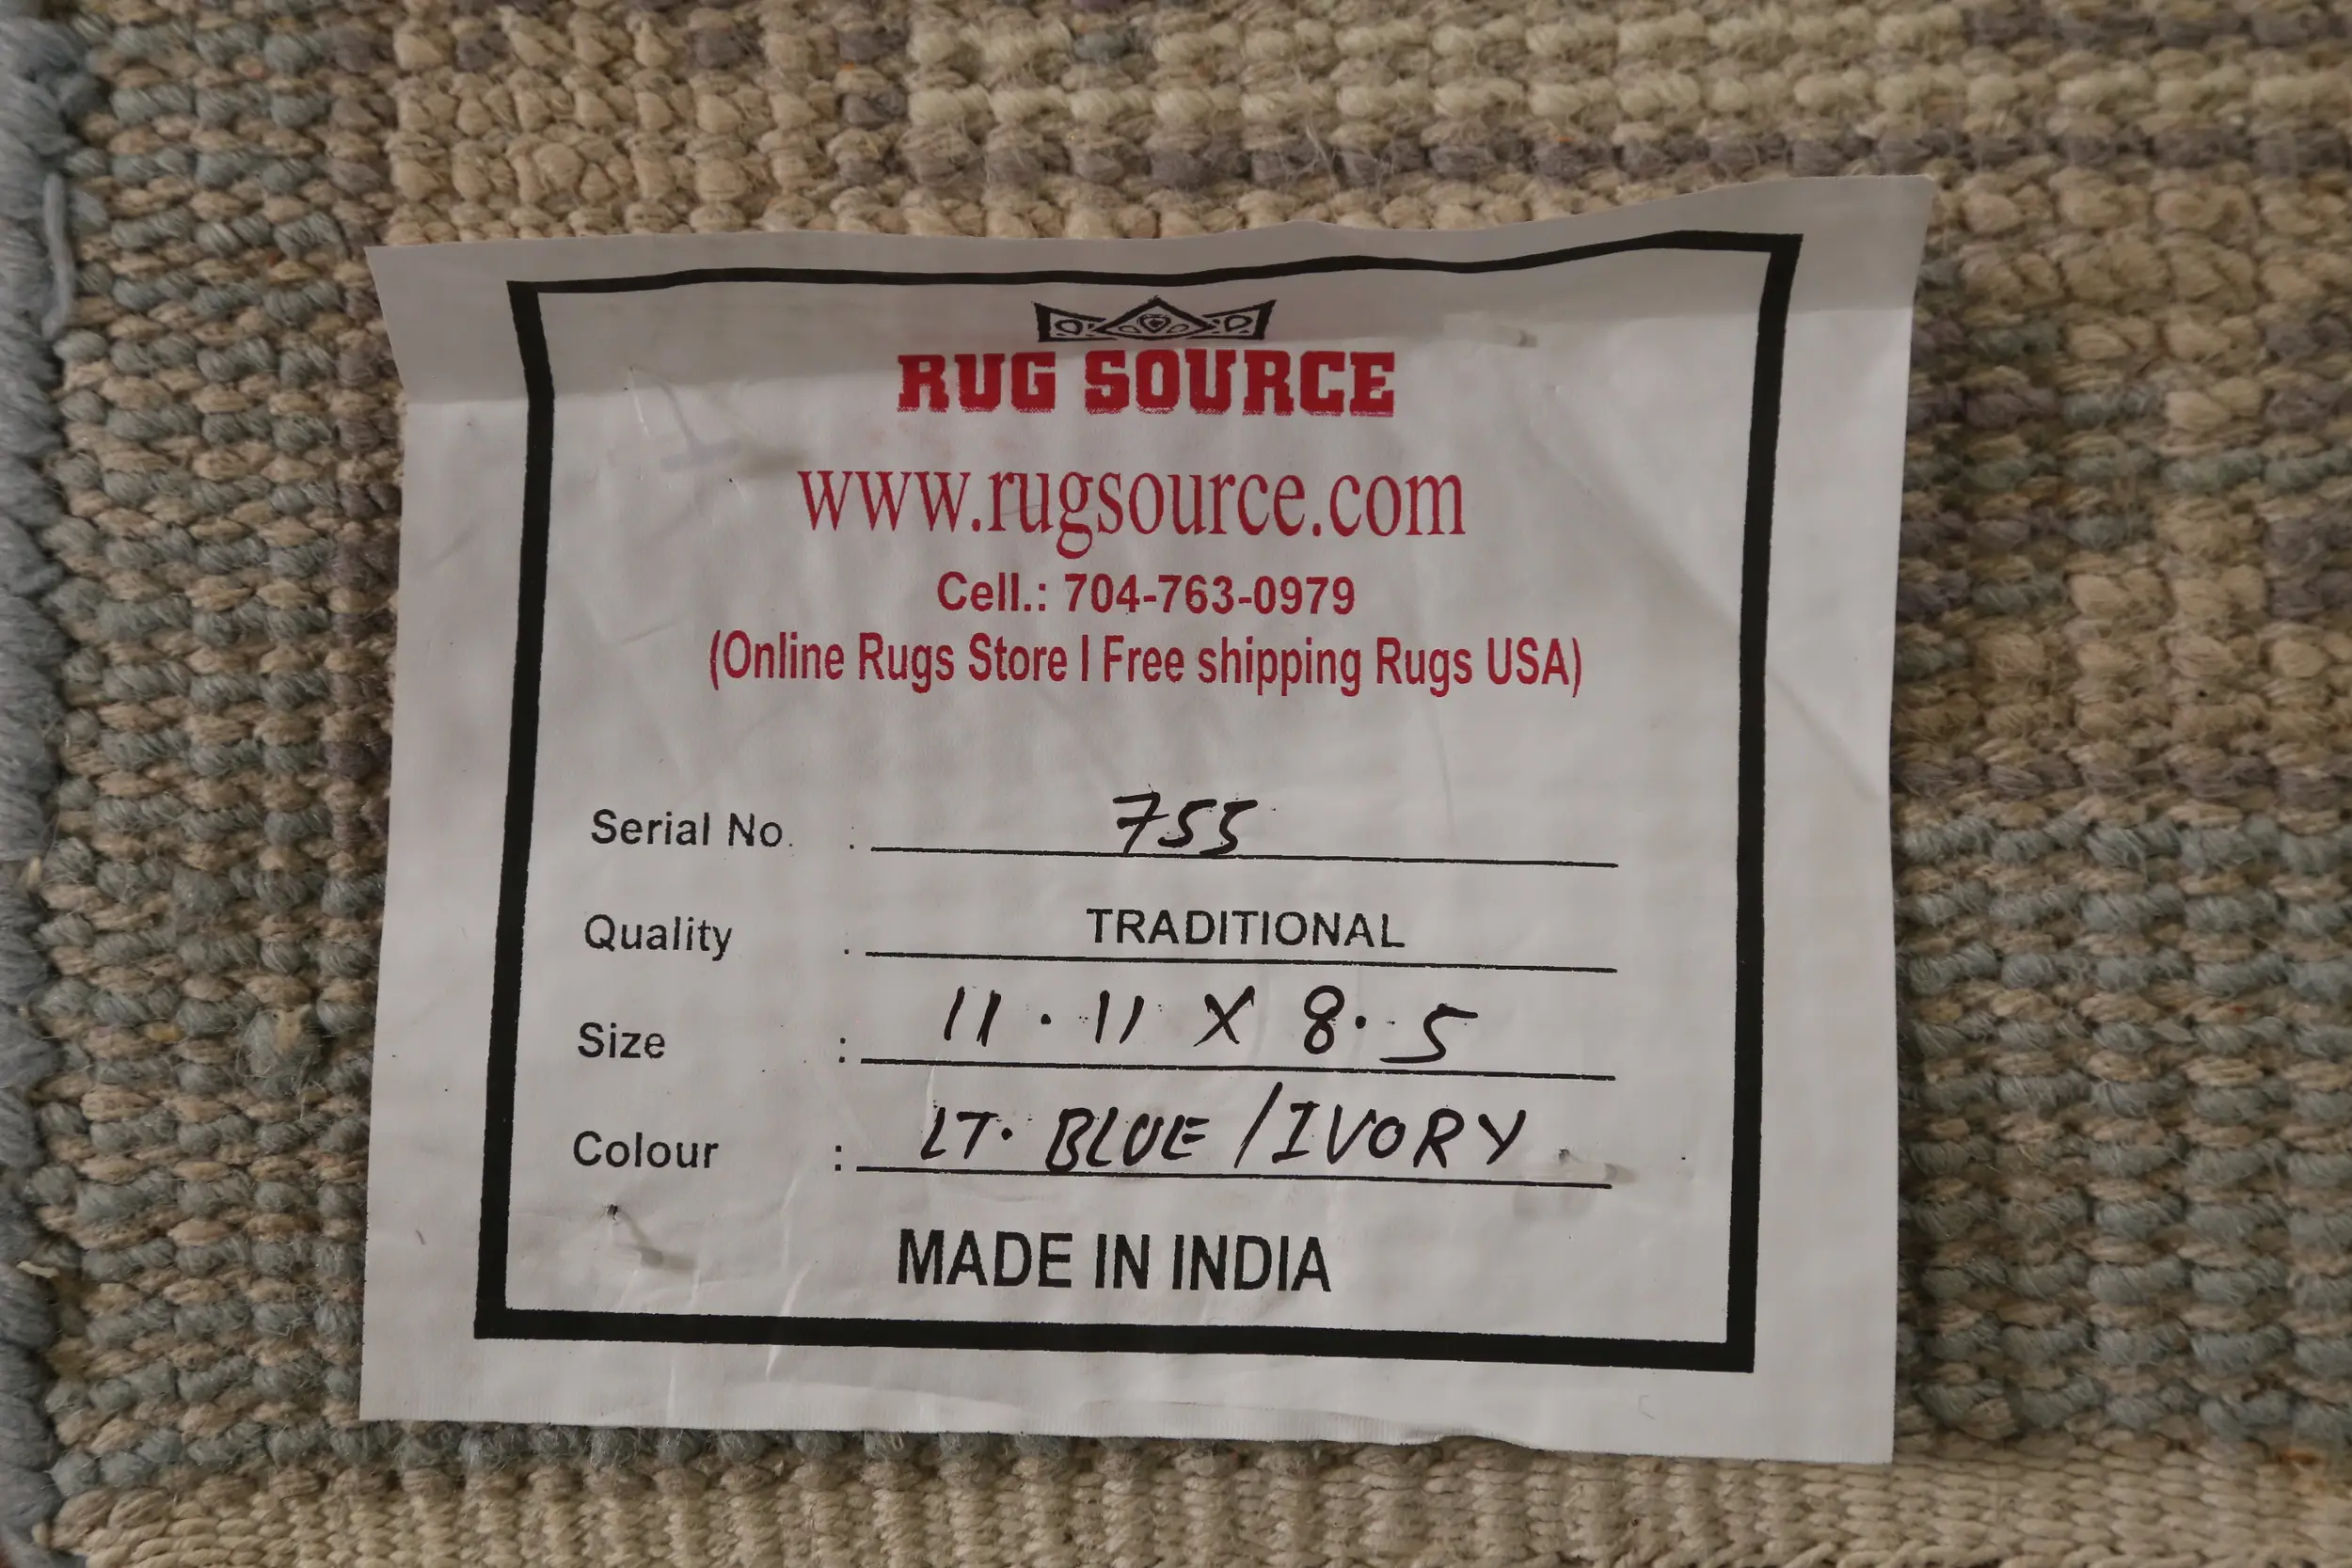 RUG SOURCE
www.rugsource.com
Cell.: 704-763-0979
(Online Rugs Store | Free shipping Rugs USA)
Serial No. : 755
Quality : TRADITIONAL
Size : 11.11 X 8.5
Colour : LT. BLUE / IVORY
MADE IN INDIA